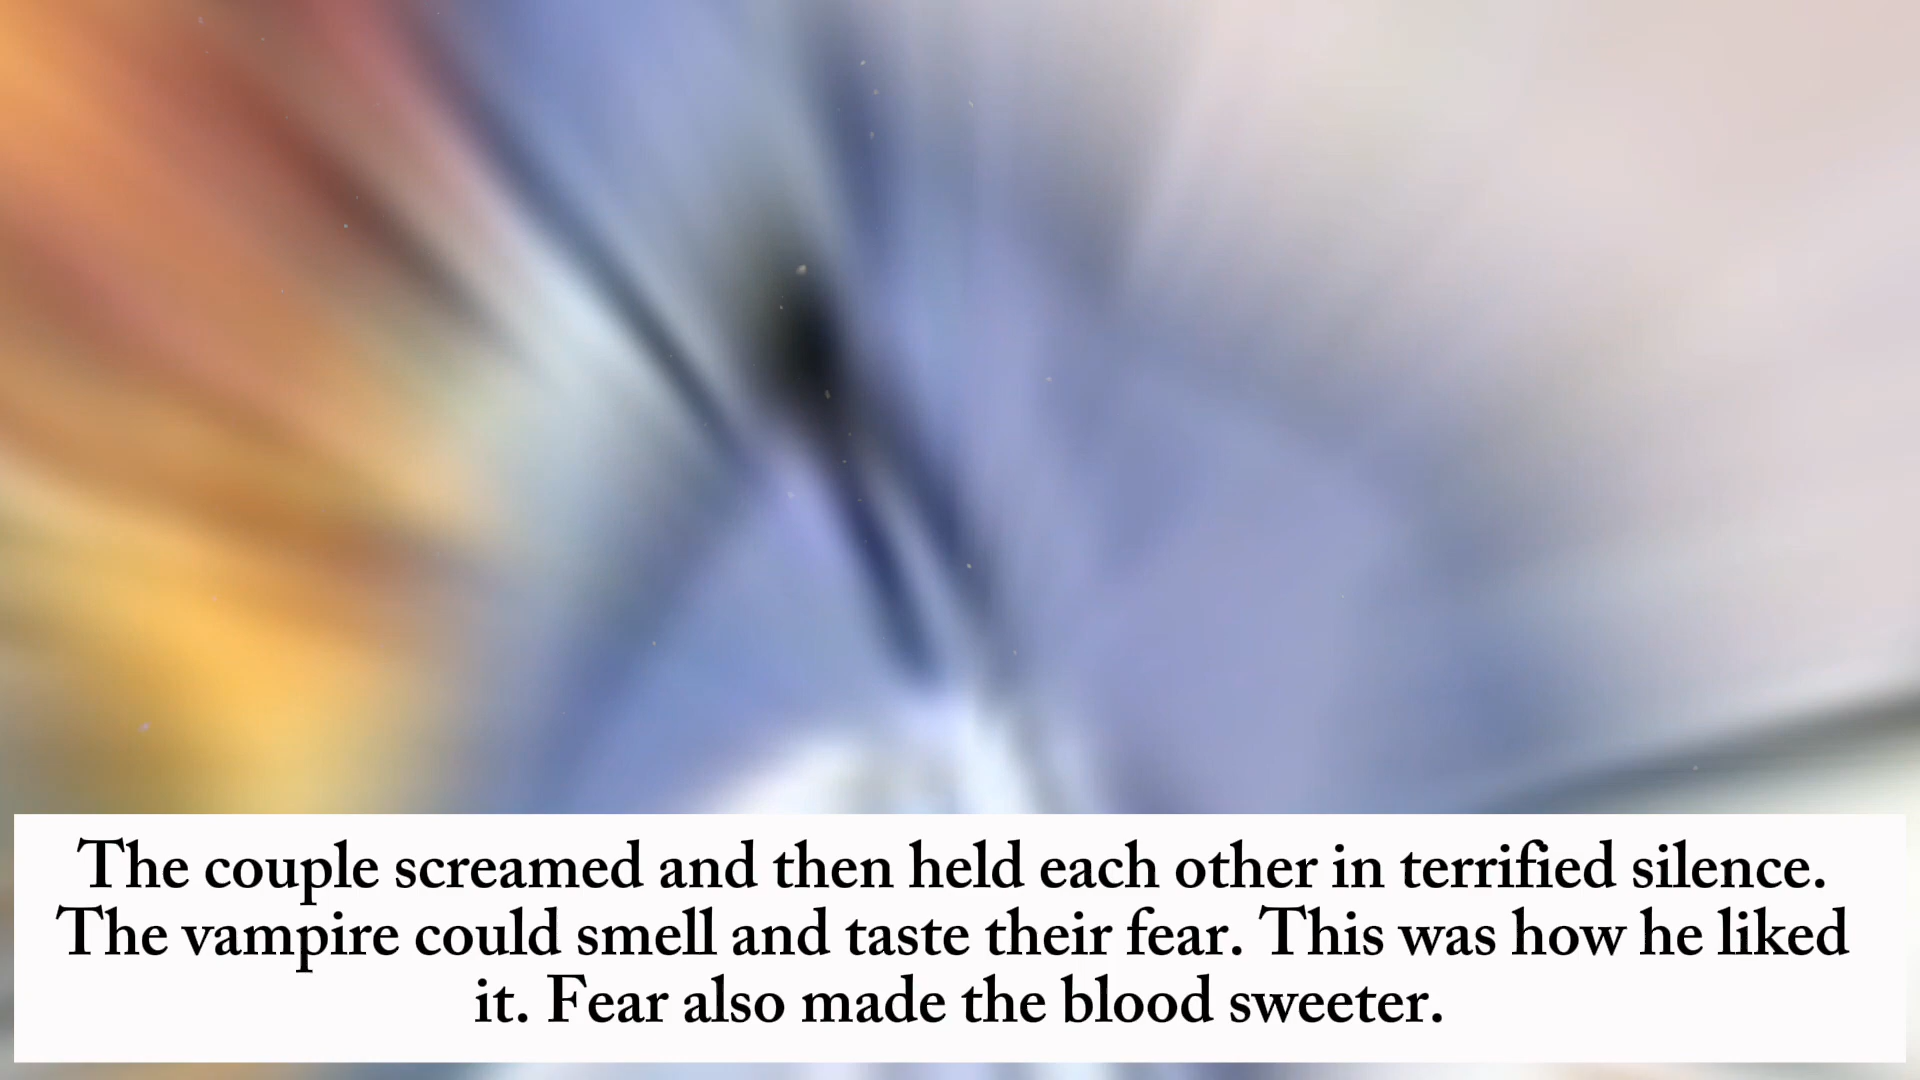 The couple screamed and then held each other in terrified silence.
The vampire could smell and taste their fear. This was how he liked
it. Fear also made the blood sweeter.